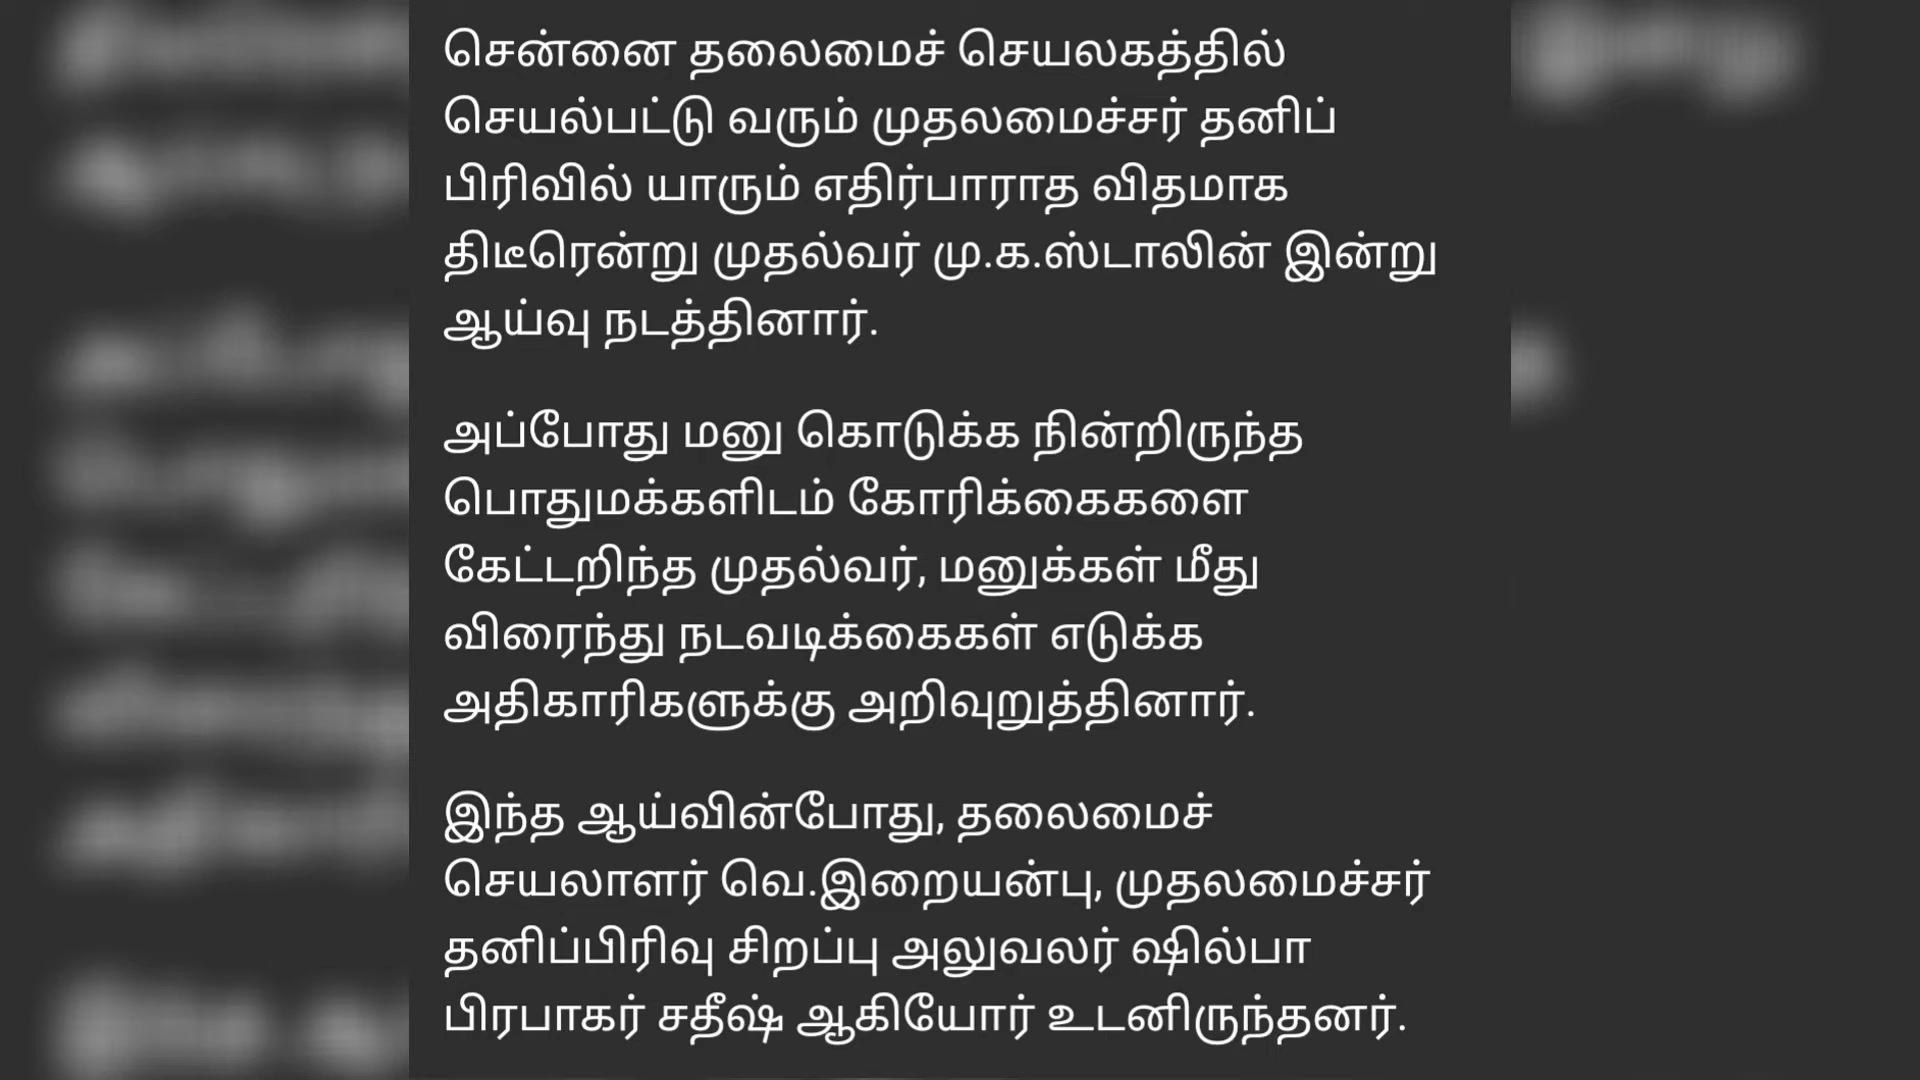 சென்னை தலைமைச் செயலகத்தில்
செயல்பட்டு வரும் முதலமைச்சர் தனிப்
பிரிவில் யாரும் எதிர்பாராத விதமாக
திடீரென்று முதல்வர் மு.க.ஸ்டாலின் இன்று
ஆய்வு நடத்தினார்.
அப்போது மனு கொடுக்க நின்றிருந்த
பொதுமக்களிடம் கோரிக்கைகளை
கேட்டறிந்த முதல்வர், மனுக்கள் மீது
விரைந்து நடவடிக்கைகள் எடுக்க
அதிகாரிகளுக்கு அறிவுறுத்தினார்.
இந்த ஆய்வின்போது, தலைமைச்
செயலாளர் வெ.இறையன்பு, முதலமைச்சர்
தனிப்பிரிவு சிறப்பு அலுவலர் ஷில்பா
பிரபாகர் சதீஷ் ஆகியோர் உடனிருந்தனர்.